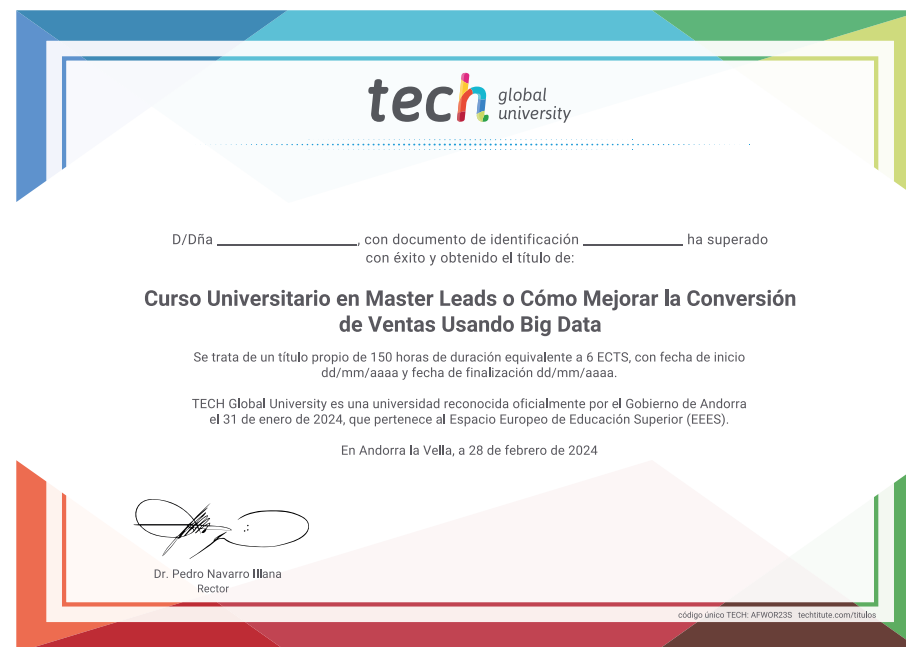 tech global university
D/Dña ____________________, con documento de identificación ______________ ha superado
con éxito y obtenido el título de:
Curso Universitario en Master Leads o Cómo Mejorar la Conversión
de Ventas Usando Big Data
Se trata de un título propio de 150 horas de duración equivalente a 6 ECTS, con fecha de inicio
dd/mm/aaaa y fecha de finalización dd/mm/aaaa.
TECH Global University es una universidad reconocida oficialmente por el Gobierno de Andorra
el 31 de enero de 2024, que pertenece al Espacio Europeo de Educación Superior (EEES).
En Andorra la Vella, a 28 de febrero de 2024
Dr. Pedro Navarro Illana
Rector
código único TECH: AFWOR23S techtitute.com/titulos